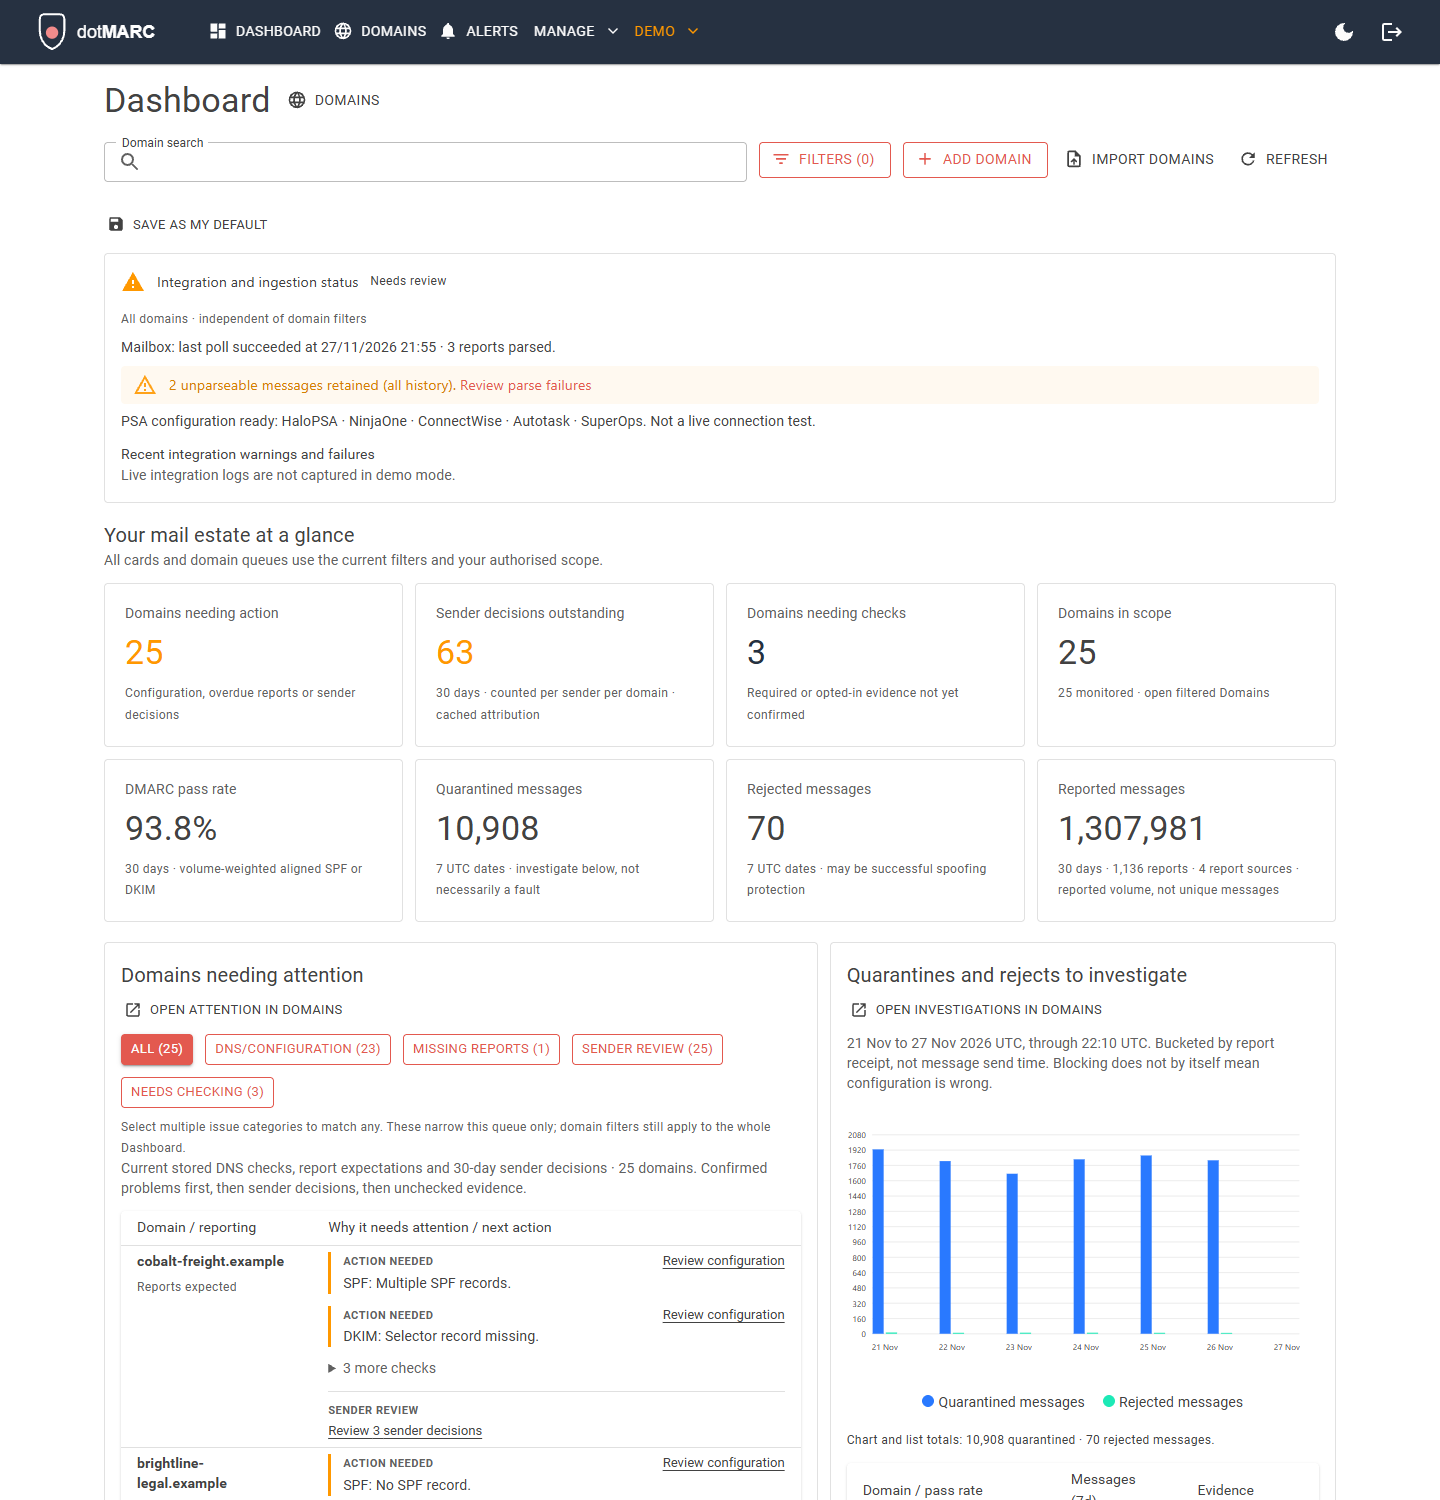 dotMARC
DASHBOARD
DOMAINS
ALERTS
MANAGE
DEMO
Dashboard
DOMAINS
Domain search
FILTERS (0)
ADD DOMAIN
IMPORT DOMAINS
REFRESH
SAVE AS MY DEFAULT
Integration and ingestion status
Needs review
All domains · independent of domain filters
Mailbox: last poll succeeded at 27/11/2026 21:55 · 3 reports parsed.
2 unparseable messages retained (all history). Review parse failures
PSA configuration ready: HaloPSA · NinjaOne · ConnectWise · Autotask · SuperOps. Not a live connection test.
Recent integration warnings and failures
Live integration logs are not captured in demo mode.
Your mail estate at a glance
All cards and domain queues use the current filters and your authorised scope.
Domains needing action
25
Configuration, overdue reports or sender
decisions
Sender decisions outstanding
63
30 days · counted per sender per domain ·
cached attribution
Domains needing checks
3
Required or opted-in evidence not yet
confirmed
Domains in scope
25
25 monitored · open filtered Domains
DMARC pass rate
93.8%
30 days · volume-weighted aligned SPF or
DKIM
Quarantined messages
10,908
7 UTC dates · investigate below, not
necessarily a fault
Rejected messages
70
7 UTC dates · may be successful spoofing
protection
Reported messages
1,307,981
30 days · 1,136 reports · 4 report sources ·
reported volume, not unique messages
Domains needing attention
OPEN ATTENTION IN DOMAINS
ALL (25)
DNS/CONFIGURATION (23)
MISSING REPORTS (1)
SENDER REVIEW (25)
NEEDS CHECKING (3)
Select multiple issue categories to match any. These narrow this queue only; domain filters still apply to the whole
Dashboard.
Current stored DNS checks, report expectations and 30-day sender decisions · 25 domains. Confirmed
problems first, then sender decisions, then unchecked evidence.
Domain / reporting
Why it needs attention / next action
cobalt-freight.example
Reports expected
ACTION NEEDED
Review configuration
SPF: Multiple SPF records.
ACTION NEEDED
Review configuration
DKIM: Selector record missing.
3 more checks
SENDER REVIEW
Review 3 sender decisions
brightline-
legal.example
ACTION NEEDED
Review configuration
SPF: No SPF record.
Quarantines and rejects to investigate
OPEN INVESTIGATIONS IN DOMAINS
21 Nov to 27 Nov 2026 UTC, through 22:10 UTC. Bucketed by report
receipt, not message send time. Blocking does not by itself mean
configuration is wrong.
2080
1920
1760
1600
1440
1280
1120
960
800
640
480
320
160
0
21 Nov
22 Nov
23 Nov
24 Nov
25 Nov
26 Nov
27 Nov
Quarantined messages
Rejected messages
Chart and list totals: 10,908 quarantined · 70 rejected messages.
Domain / pass rate
Messages
(7d)
Evidence